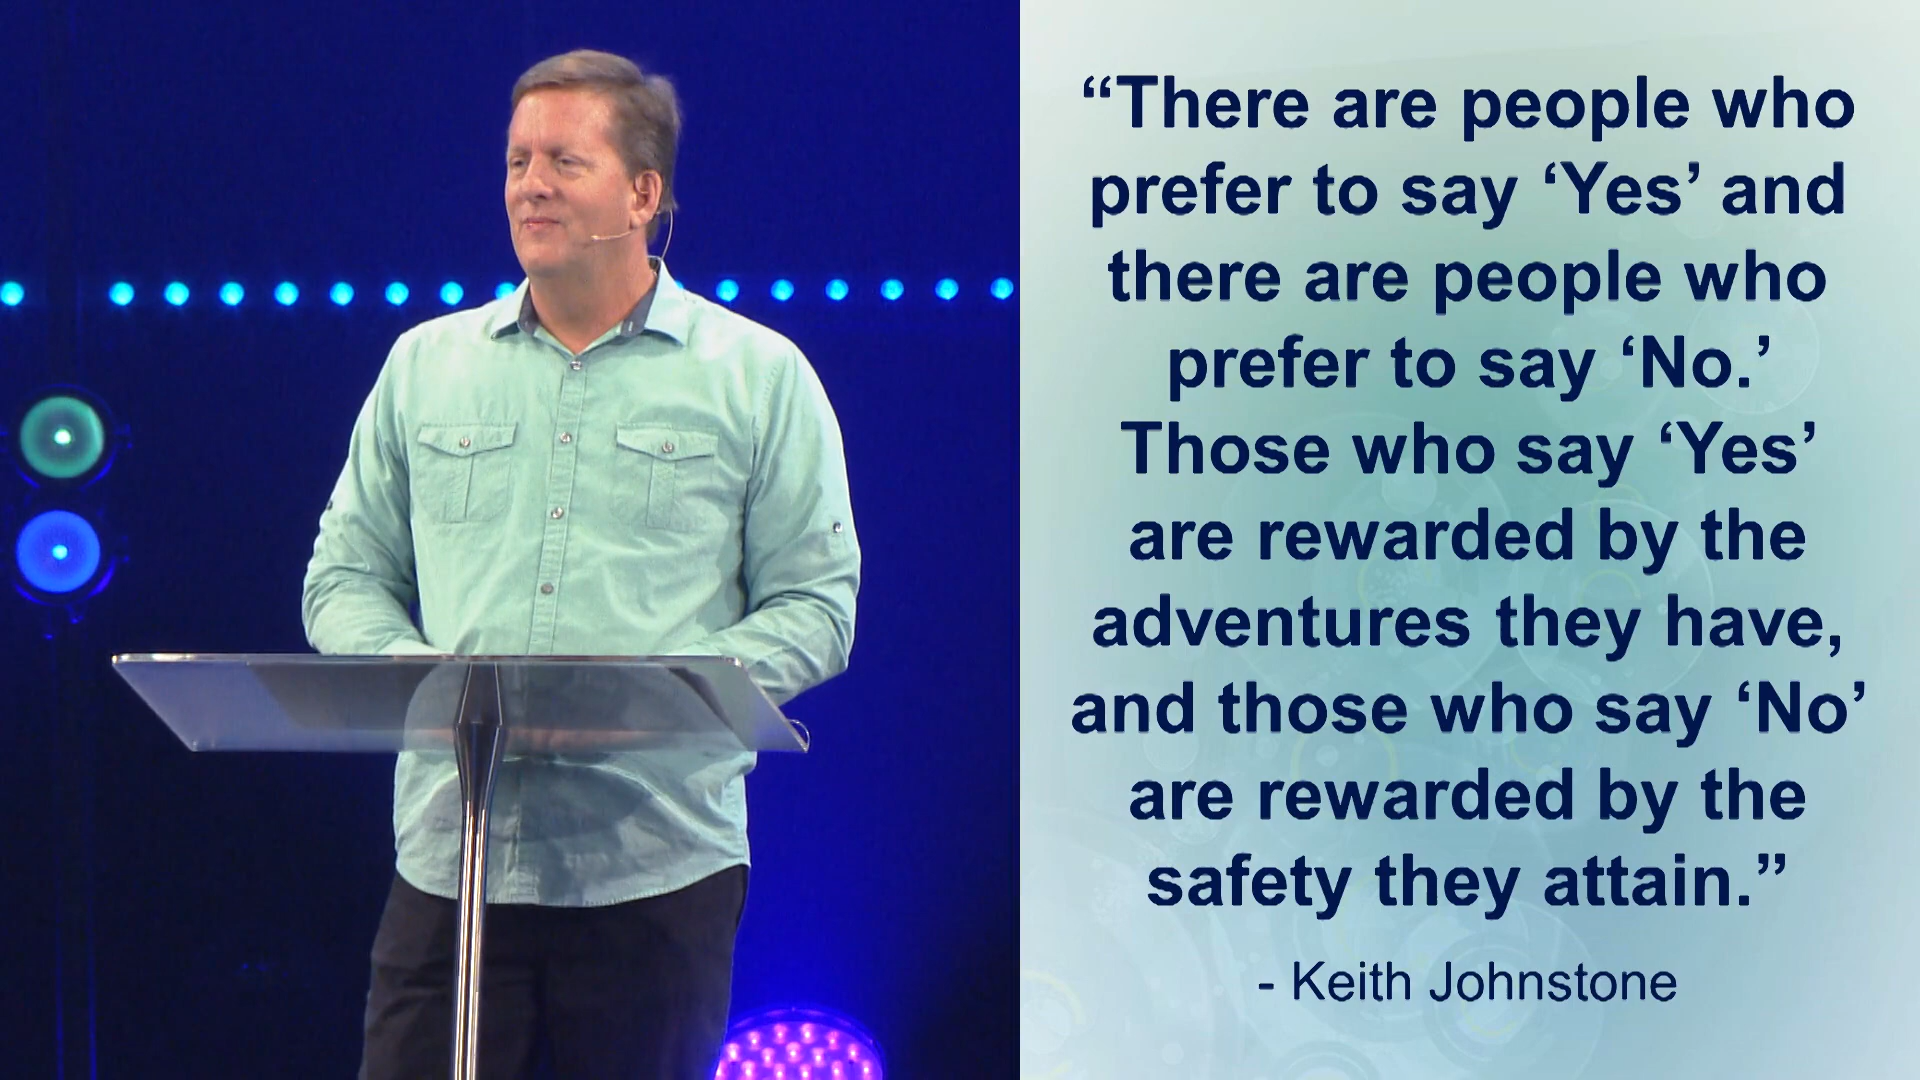 “There are people who
prefer to say ‘Yes’ and
there are people who
prefer to say ‘No.’
Those who say ‘Yes’
are rewarded by the
adventures they have,
and those who say ‘No’
are rewarded by the
safety they attain.”
- Keith Johnstone